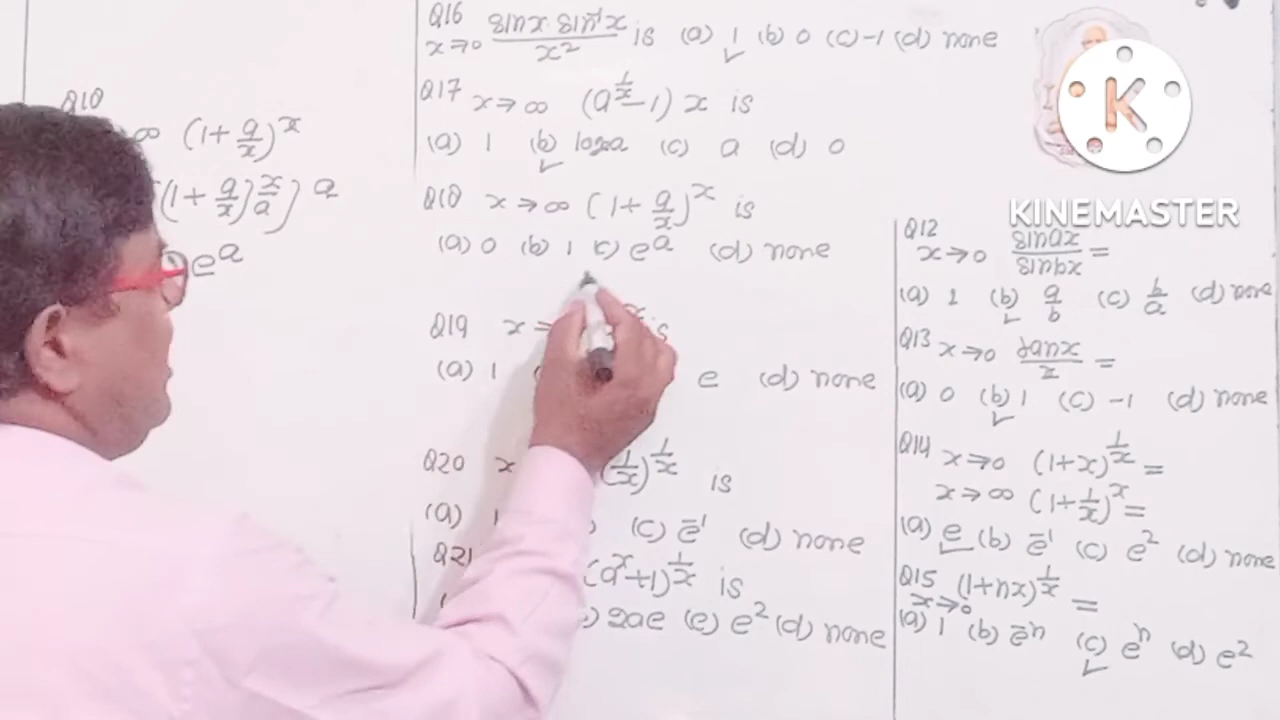 Q18
∞ (1+a/x)^x
(1+a/x)^x/a)^a
e^a
Q16
x→0 sinx·sin⁻¹x/x² is (a) 1 (b) 0 (c) -1 (d) none
Q17 x→∞ (a^1/x-1) x is
(a) 1 (b) loga (c) a (d) 0
Q18 x→∞ (1+a/x)^x is
(a) 0 (b) 1 (c) e^a (d) none
Q19 x→ is
(a) 1 e (d) none
Q20 x (1/x)^1/x is
(a) 1 (c) e⁻¹ (d) none
Q21 (a^x+1)^1/x is
2ae (c) e² (d) none
KINEMASTER
Q12
x→0 sinax/sinbx =
(a) 1 (b) a/b (c) b/a (d) none
Q13 x→0 tanx/x =
(a) 0 (b) 1 (c) -1 (d) none
Q14 x→0 (1+x)^1/x =
x→∞ (1+1/x)^x =
(a) e (b) e⁻¹ (c) e² (d) none
Q15 (1+nx)^1/x =
x→0
(a) 1 (b) e⁻ⁿ (c) eⁿ (d) e²